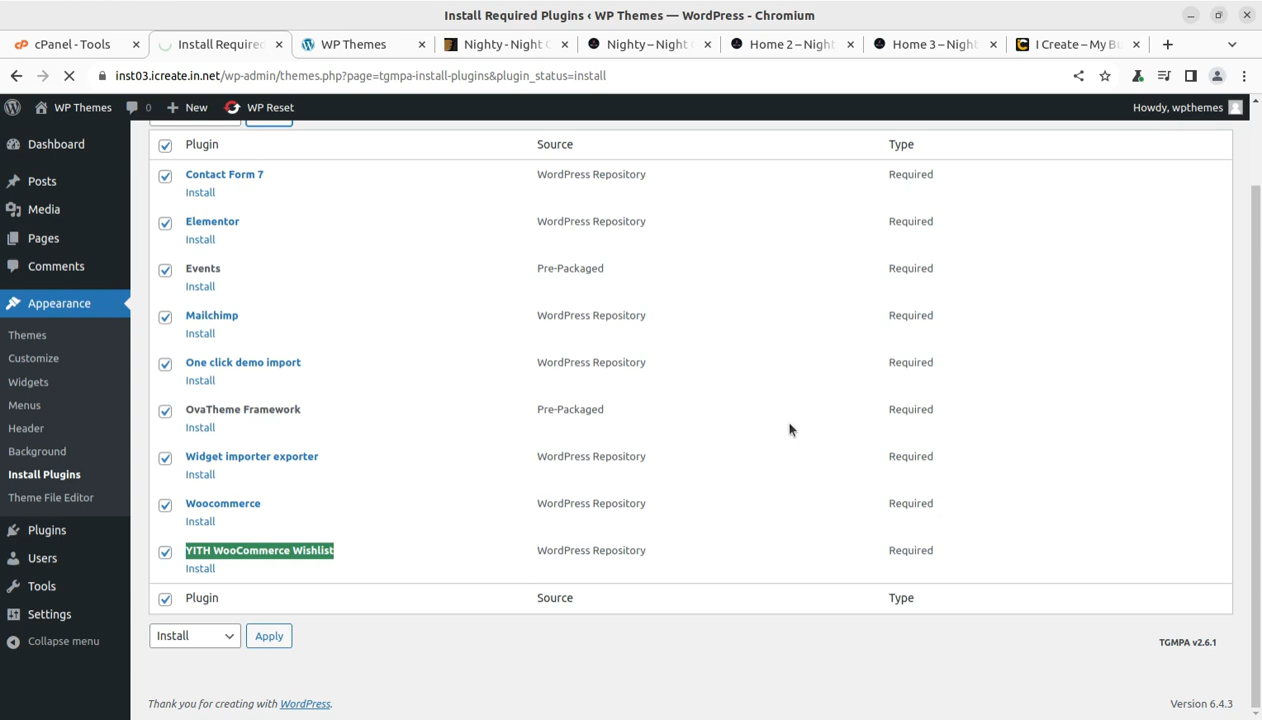 Install Required Plugins ‹ WP Themes — WordPress - Chromium
cPanel - Tools
Install Require
WP Themes
Nighty - Night
Nighty – Night
Home 2 – Night
Home 3 – Night
I Create – My Bu
inst03.icreate.in.net/wp-admin/themes.php?page=tgmpa-install-plugins&plugin_status=install
WP Themes
0
New
WP Reset
Howdy, wpthemes
Dashboard
Posts
Media
Pages
Comments
Appearance
Themes
Customize
Widgets
Menus
Header
Background
Install Plugins
Theme File Editor
Plugins
Users
Tools
Settings
Collapse menu
Plugin Source Type
Contact Form 7 WordPress Repository Required
Install
Elementor WordPress Repository Required
Install
Events Pre-Packaged Required
Install
Mailchimp WordPress Repository Required
Install
One click demo import WordPress Repository Required
Install
OvaTheme Framework Pre-Packaged Required
Install
Widget importer exporter WordPress Repository Required
Install
Woocommerce WordPress Repository Required
Install
YITH WooCommerce Wishlist WordPress Repository Required
Install
Plugin Source Type
Install Apply
TGMPA v2.6.1
Thank you for creating with WordPress.
Version 6.4.3